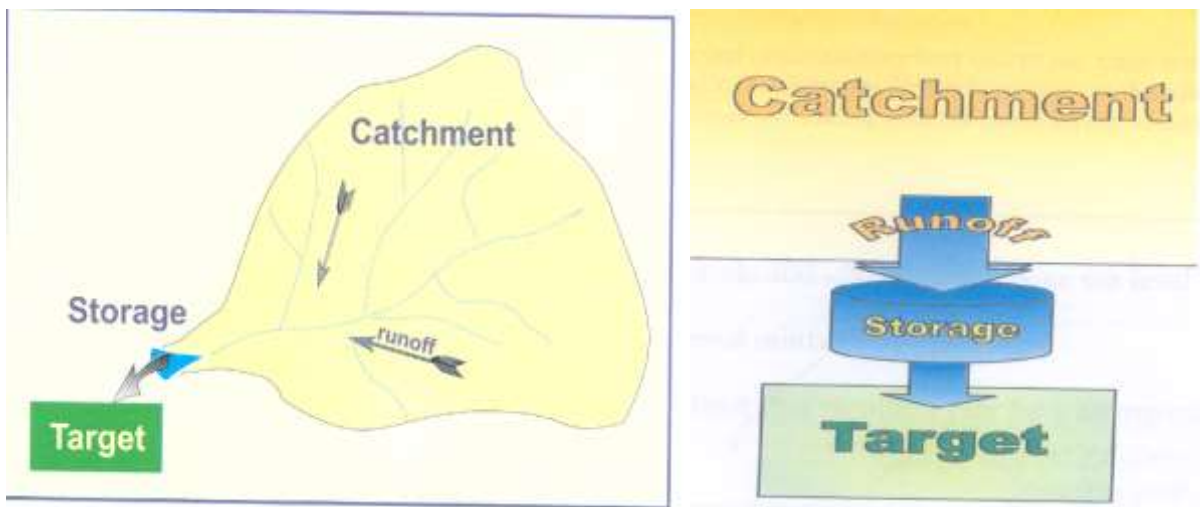 Catchment
runoff
Storage
Target
Catchment
Runoff
Storage
Target